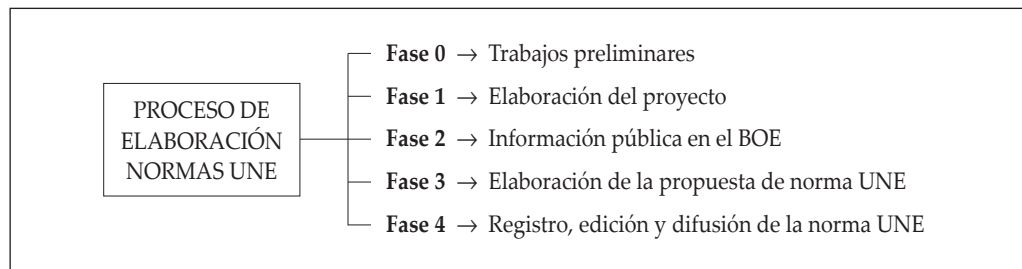 PROCESO DE
ELABORACIÓN
NORMAS UNE
Fase 0 → Trabajos preliminares
Fase 1 → Elaboración del proyecto
Fase 2 → Información pública en el BOE
Fase 3 → Elaboración de la propuesta de norma UNE
Fase 4 → Registro, edición y difusión de la norma UNE